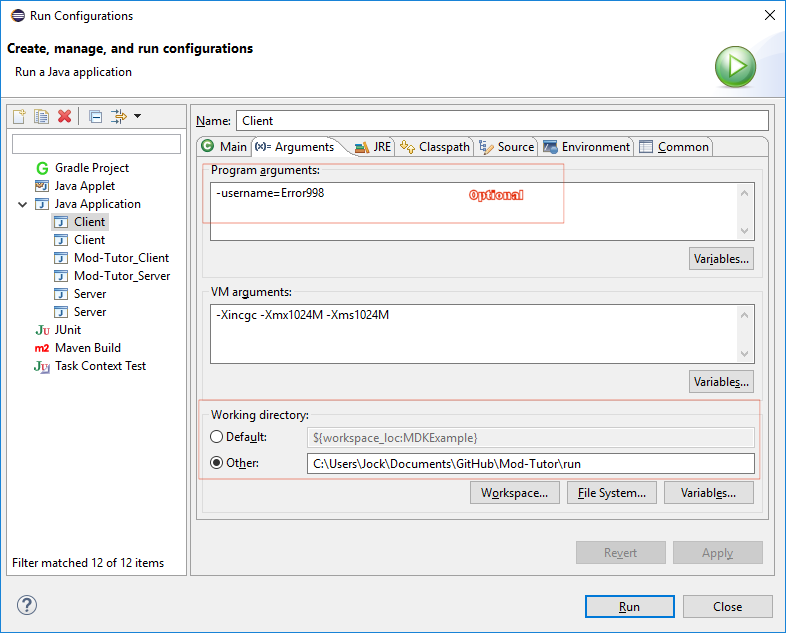 Run Configurations
Create, manage, and run configurations
Run a Java application
Name: Client
Main (x)= Arguments JRE Classpath Source Environment Common
Gradle Project
Java Applet
Java Application
Client
Client
Mod-Tutor_Client
Mod-Tutor_Server
Server
Server
JUnit
Maven Build
Task Context Test
Filter matched 12 of 12 items
Program arguments:
-username=Error998 Optional
Variables...
VM arguments:
-Xincgc -Xmx1024M -Xms1024M
Variables...
Working directory:
Default: ${workspace_loc:MDKExample}
Other: C:\Users\Jock\Documents\GitHub\Mod-Tutor\run
Workspace... File System... Variables...
Revert Apply
Run Close